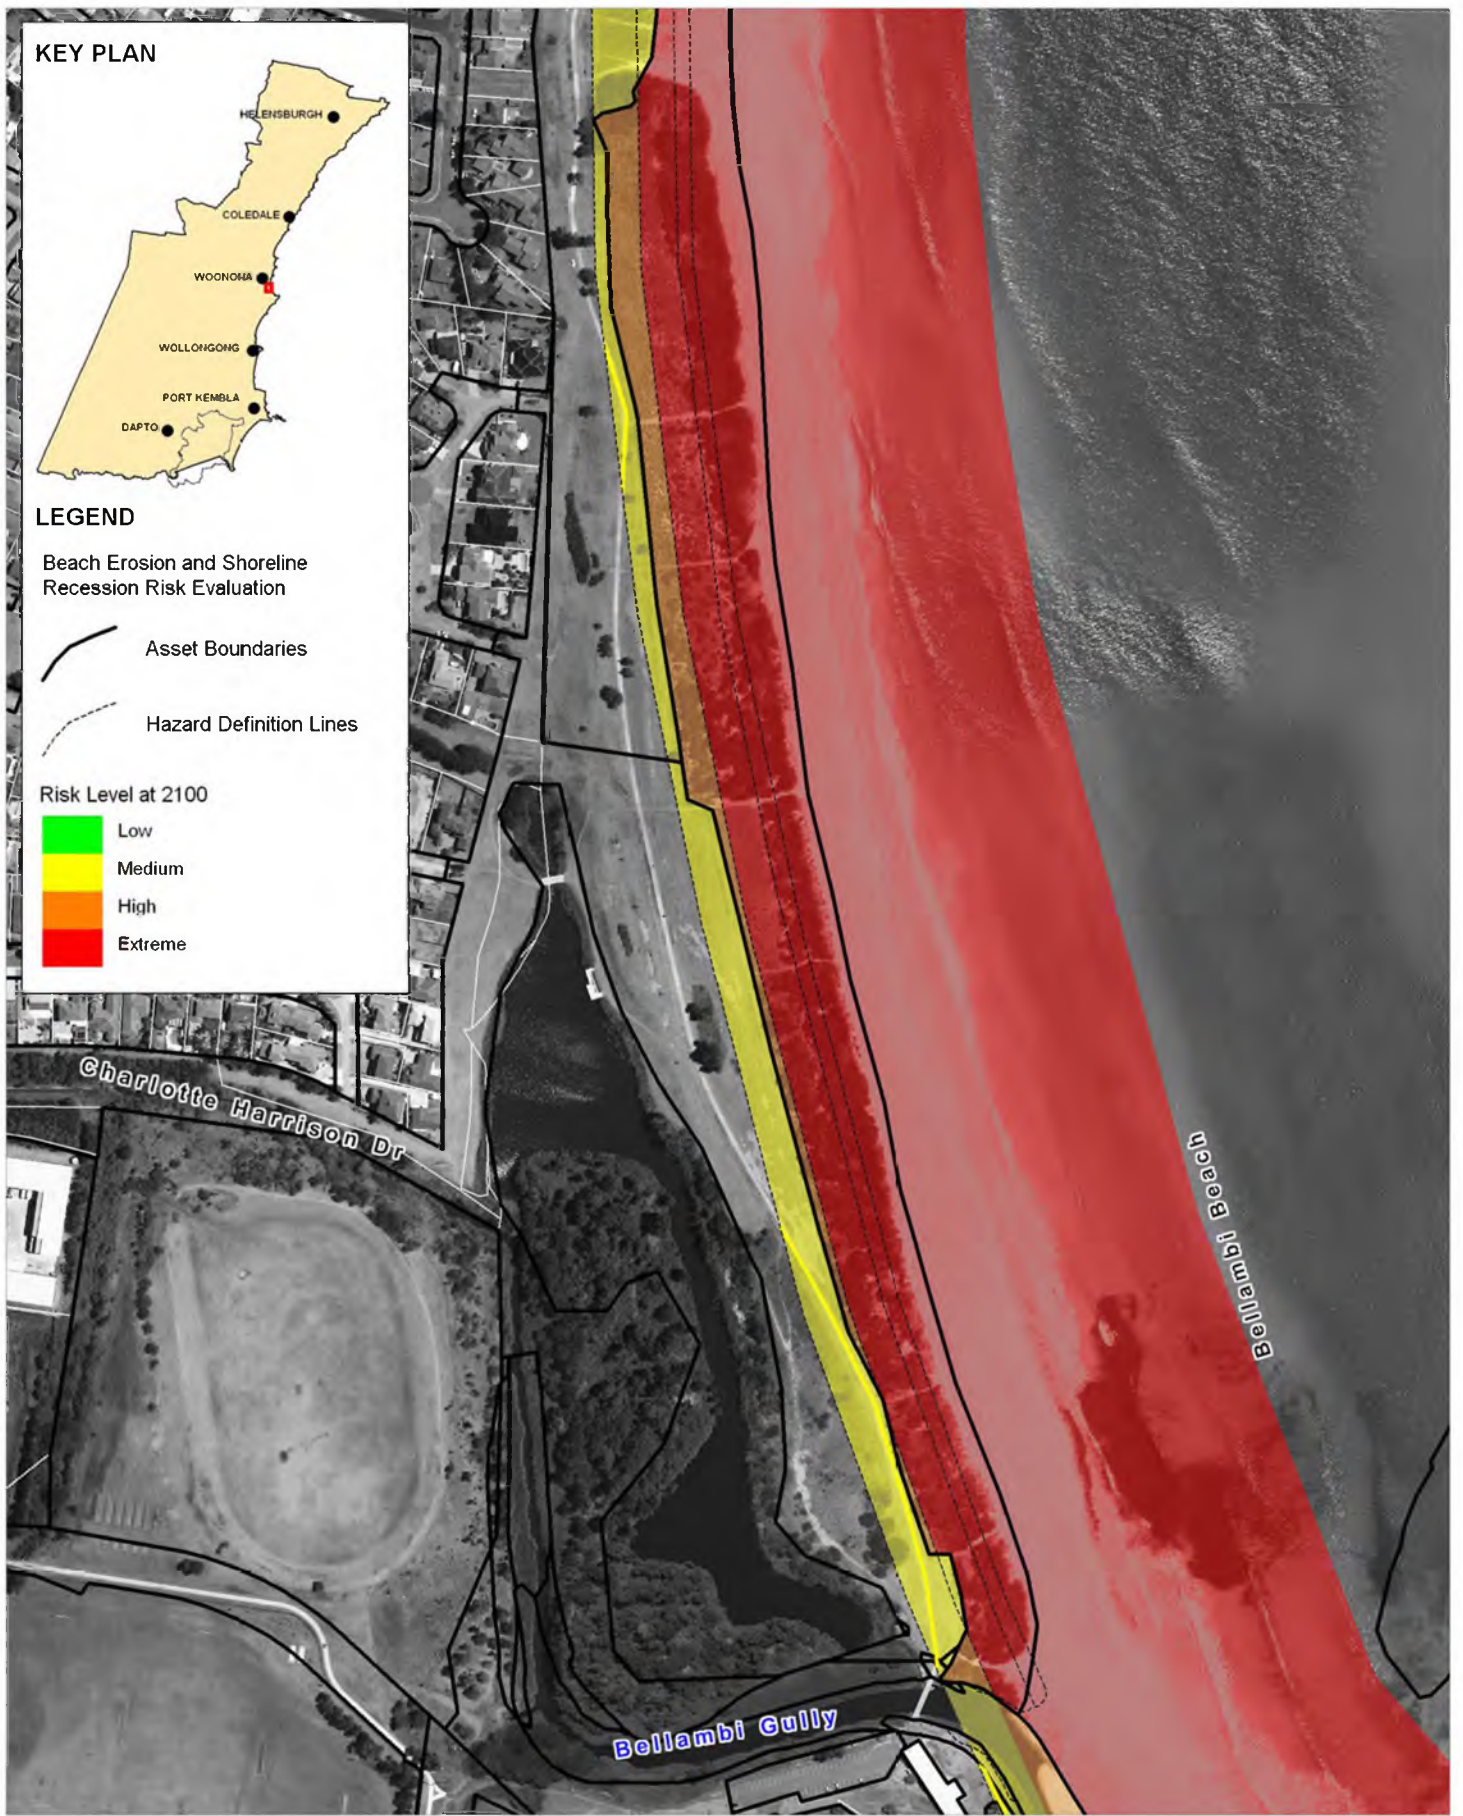 KEY PLAN
HELENSBURGH
COLEDALE
WOONONA
WOLLONGONG
PORT KEMBLA
DAPTO
LEGEND
Beach Erosion and Shoreline
Recession Risk Evaluation
Asset Boundaries
Hazard Definition Lines
Risk Level at 2100
Low
Medium
High
Extreme
Charlotte Harrison Dr
Bellambi Beach
Bellambi Gully